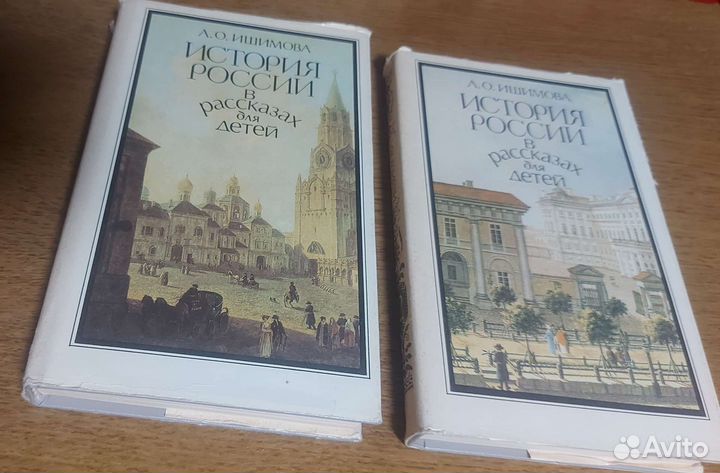 А.О. ИШИМОВА
ИСТОРИЯ
РОССИИ
В
рассказах
для
детей
А.О. ИШИМОВА
ИСТОРИЯ
РОССИИ
В
рассказах
для
детей
Avito